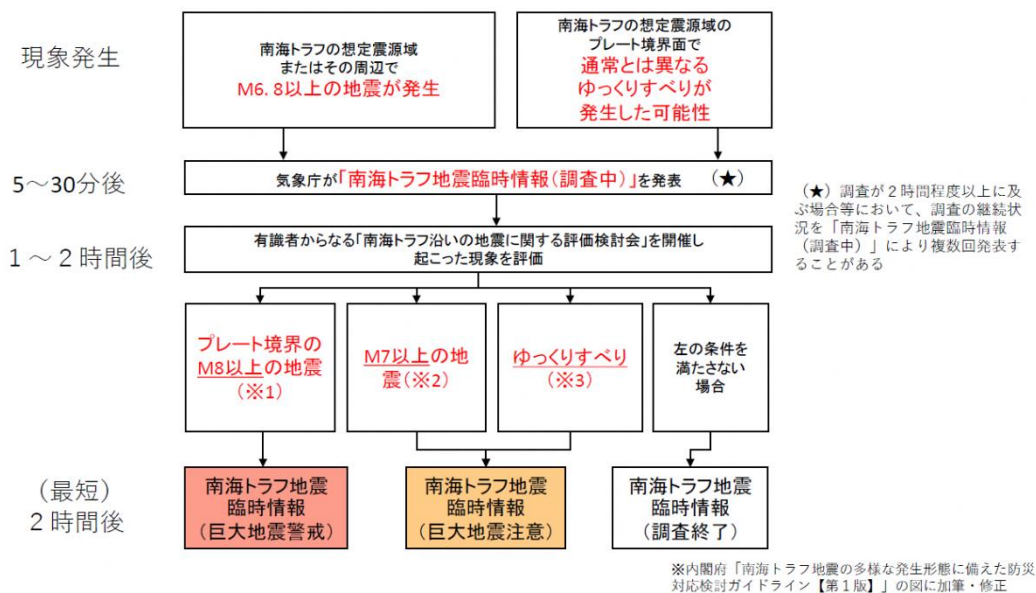 現象発生
南海トラフの想定震源域
またはその周辺で
M6.8以上の地震が発生
南海トラフの想定震源域の
プレート境界面で
通常とは異なる
ゆっくりすべりが
発生した可能性
5～30分後
気象庁が「南海トラフ地震臨時情報(調査中)」を発表 (★)
(★)調査が２時間程度以上に及
ぶ場合等において、調査の継続状
況を「南海トラフ地震臨時情報
（調査中）」により複数回発表す
ることがある
１～２時間後
有識者からなる「南海トラフ沿いの地震に関する評価検討会」を開催し
起こった現象を評価
プレート境界の
M8以上の地震
(※1)
M7以上の地
震(※2)
ゆっくりすべり
(※3)
左の条件を
満たさない
場合
（最短）
２時間後
南海トラフ地震
臨時情報
(巨大地震警戒)
南海トラフ地震
臨時情報
(巨大地震注意)
南海トラフ地震
臨時情報
(調査終了)
※内閣府「南海トラフ地震の多様な発生形態に備えた防災
対応検討ガイドライン【第１版】」の図に加筆・修正